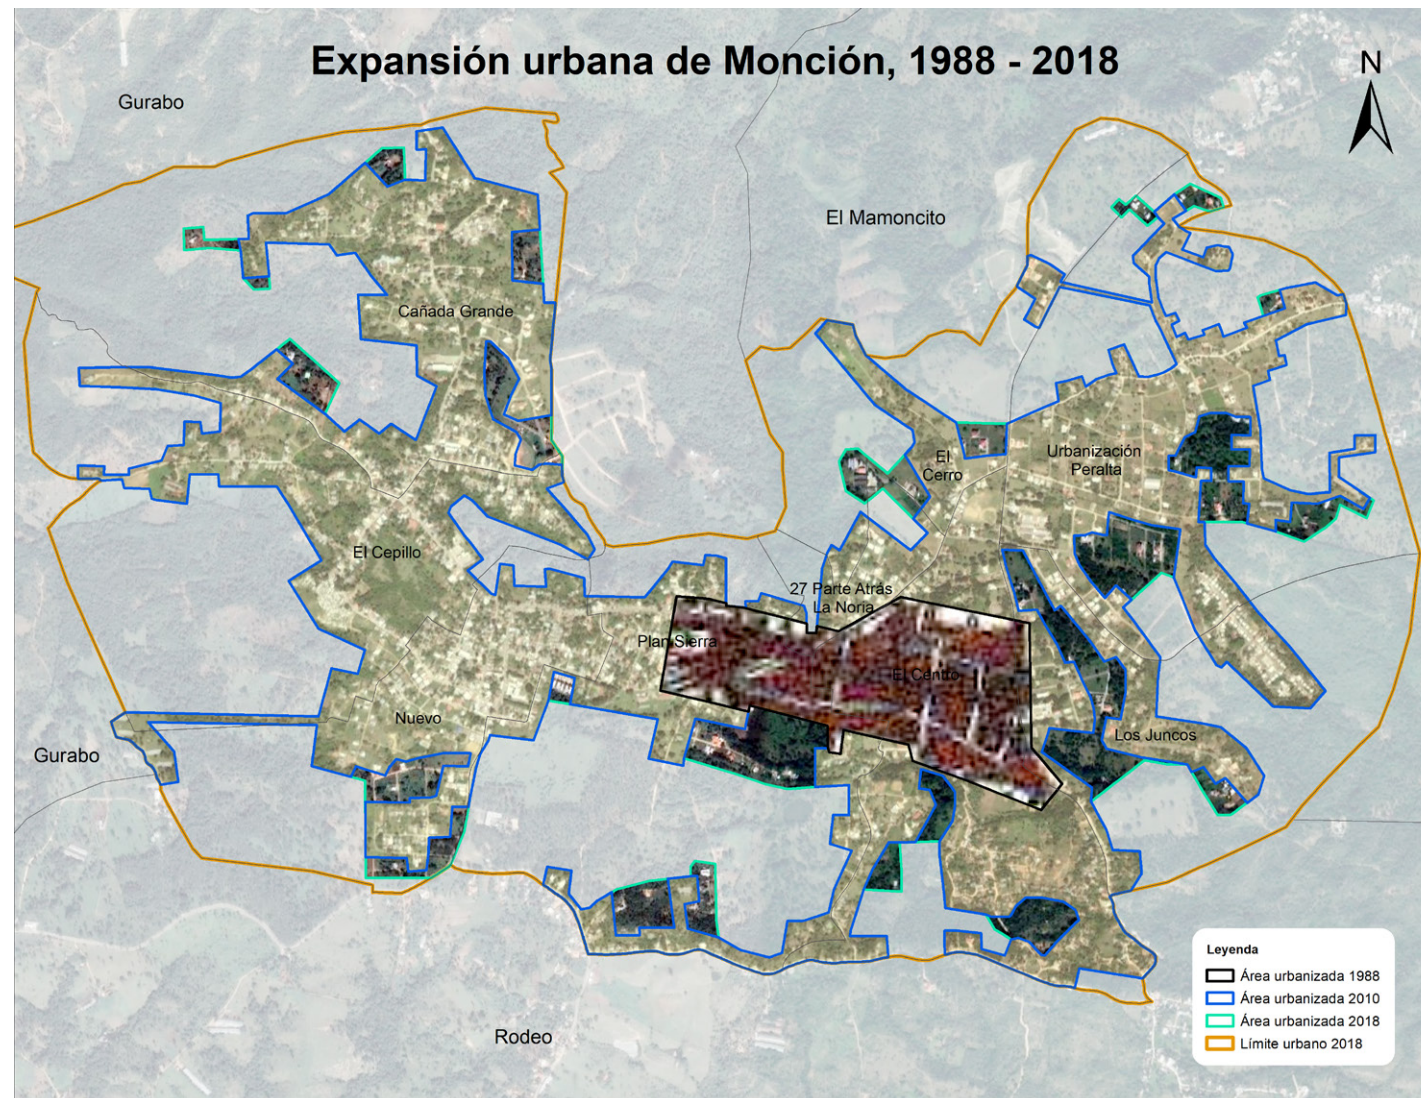 Expansión urbana de Monción, 1988 - 2018
N
Gurabo
El Mamoncito
Cañada Grande
El
Cerro
Urbanización
Peralta
El Cepillo
27 Parte Atrás
La Noria
Plan Sierra
El Centro
Nuevo
Los Juncos
Gurabo
Rodeo
Leyenda
Área urbanizada 1988
Área urbanizada 2010
Área urbanizada 2018
Límite urbano 2018